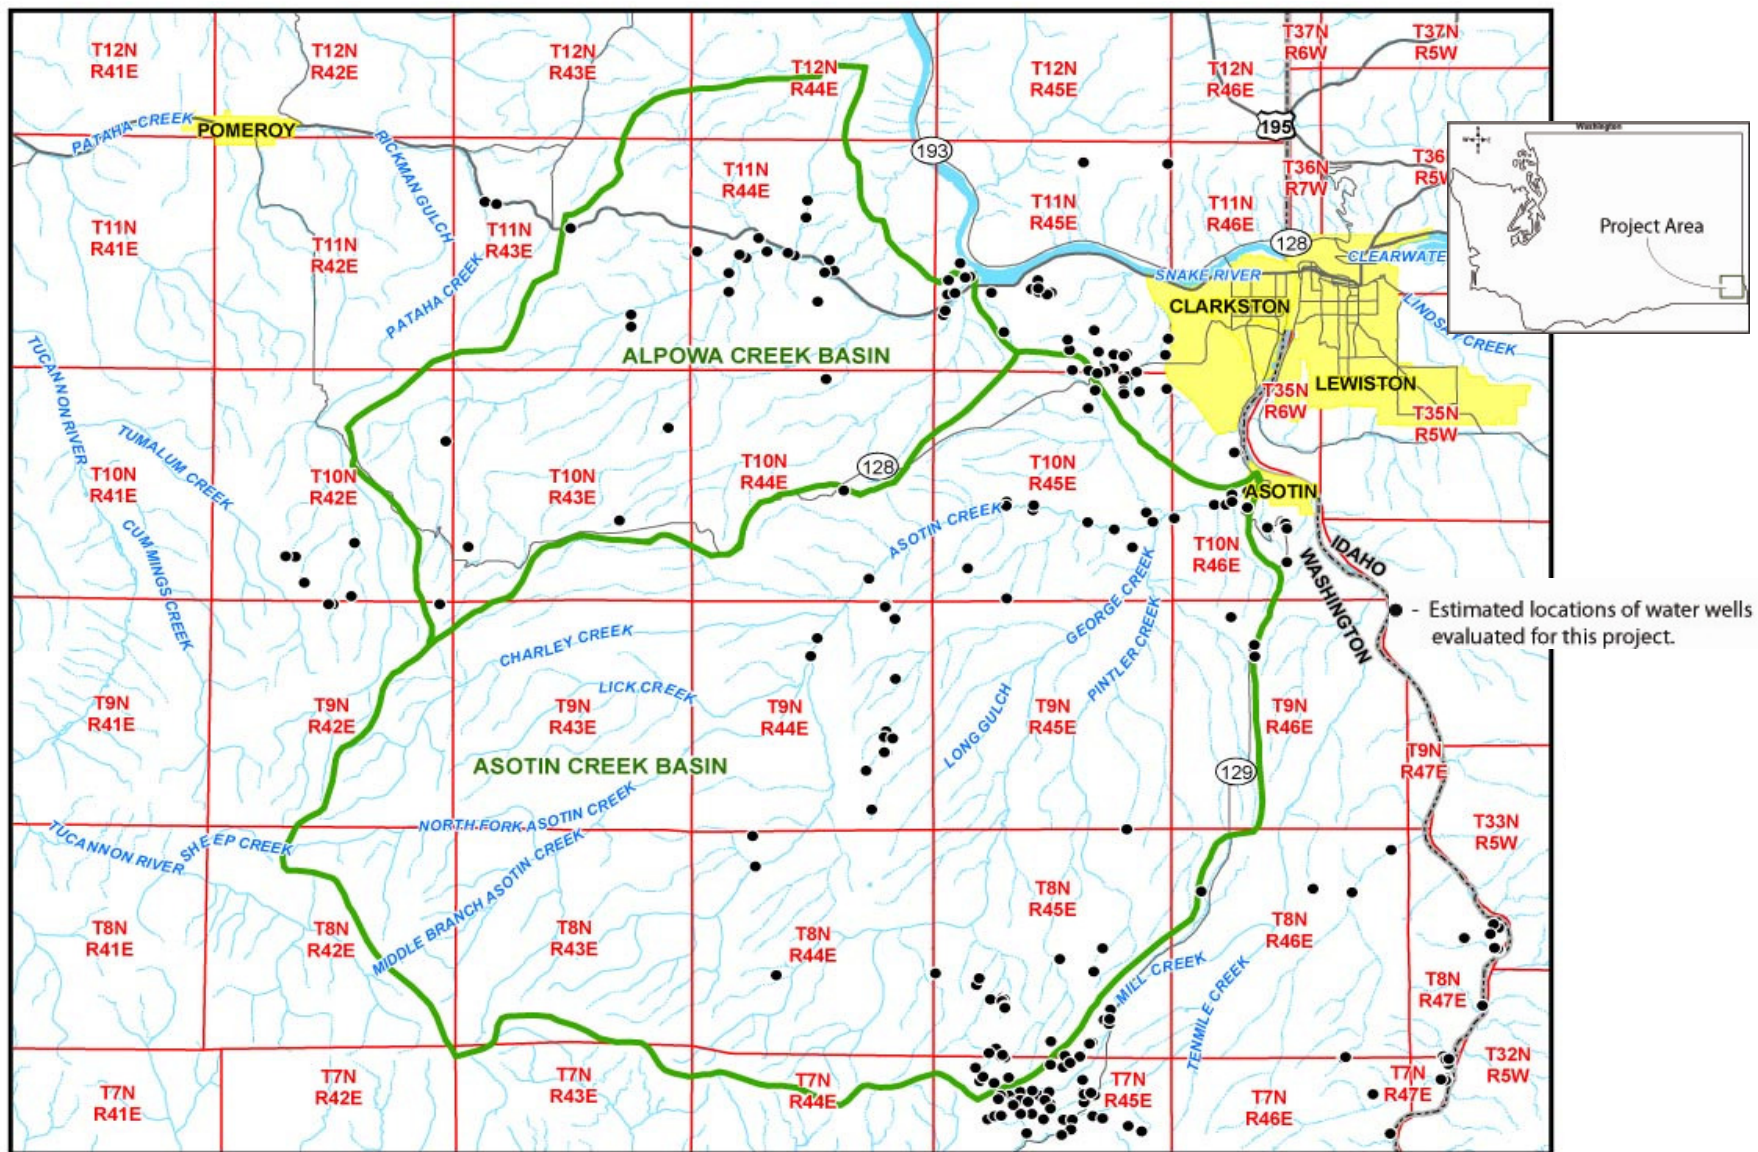 T12N
R41E
T12N
R42E
T12N
R43E
T12N
R44E
T12N
R45E
T12N
R46E
T37N
R6W
T37N
R5W
PATAHA CREEK
POMEROY
RICKMAN GULCH
193
195
Washington
T11N
R41E
T11N
R42E
T11N
R43E
T11N
R44E
T11N
R45E
T11N
R46E
T36N
R7W
T36
Project Area
PATAHA CREEK
128
SNAKE RIVER
CLEARWATE
CLARKSTON
LINDSAY CREEK
TUCANNON RIVER
ALPOWA CREEK BASIN
LEWISTON
T35N
R6W
T35N
R5W
TUMALUM CREEK
T10N
R41E
T10N
R42E
T10N
R43E
T10N
R44E
128
T10N
R45E
ASOTIN
CUMMINGS CREEK
ASOTIN CREEK
T10N
R46E
IDAHO
WASHINGTON
GEORGE CREEK
PINTLER CREEK
- Estimated locations of water wells
evaluated for this project.
CHARLEY CREEK
LICK CREEK
T9N
R41E
T9N
R42E
T9N
R43E
T9N
R44E
LONG GULCH
T9N
R45E
T9N
R46E
T9N
R47E
ASOTIN CREEK BASIN
129
TUCANNON RIVER
SHEEP CREEK
NORTH FORK ASOTIN CREEK
MIDDLE BRANCH ASOTIN CREEK
T33N
R5W
T8N
R41E
T8N
R42E
T8N
R43E
T8N
R44E
T8N
R45E
T8N
R46E
T8N
R47E
MILL CREEK
TENMILE CREEK
T7N
R41E
T7N
R42E
T7N
R43E
T7N
R44E
T7N
R45E
T7N
R46E
T7N
R47E
T32N
R5W